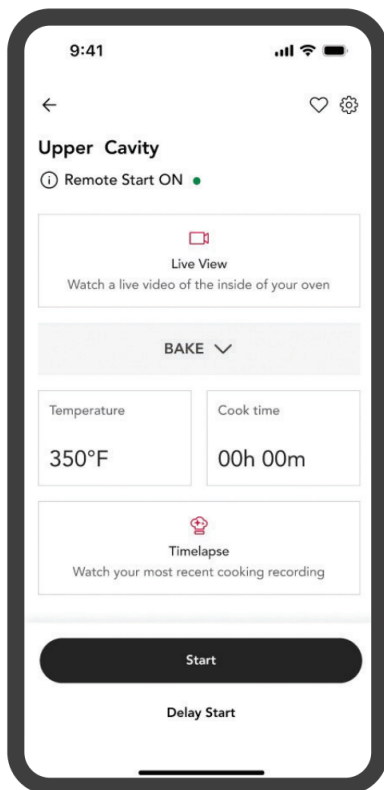 9:41
Upper Cavity
Remote Start ON
Live View
Watch a live video of the inside of your oven
BAKE
Temperature
Cook time
350°F
00h 00m
Timelapse
Watch your most recent cooking recording
Start
Delay Start